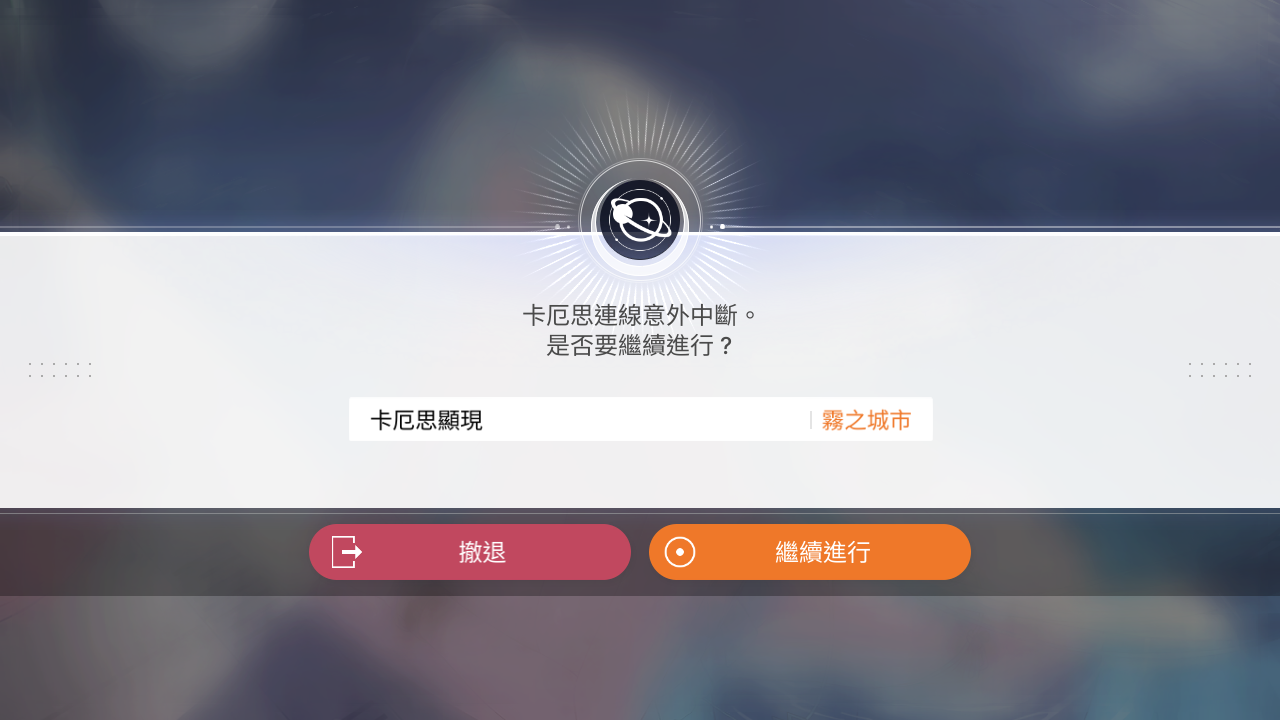 卡厄思連線意外中斷。
是否要繼續進行？
卡厄思顯現
霧之城市
撤退
繼續進行